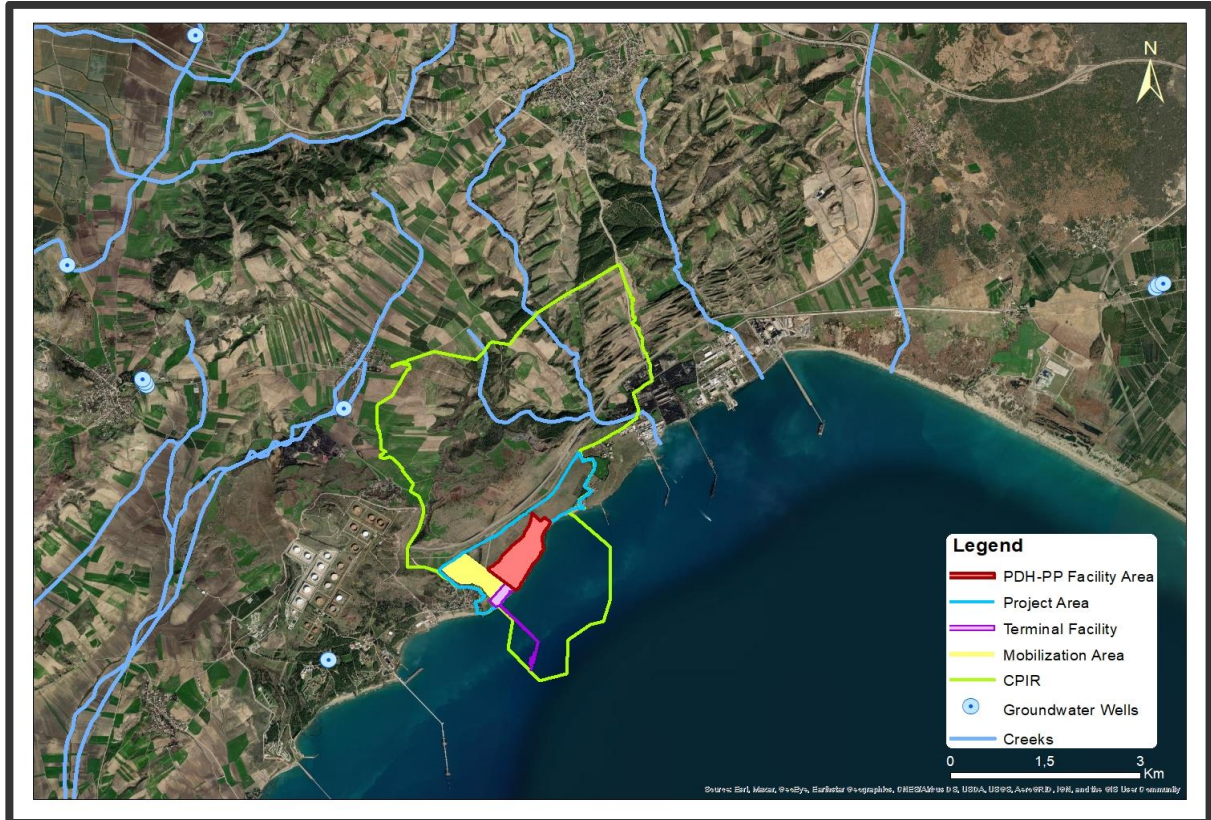 N
Legend
PDH-PP Facility Area
Project Area
Terminal Facility
Mobilization Area
CPIR
Groundwater Wells
Creeks
0 1,5 3
Km
Source: Esri, Maxar, GeoEye, Earthstar Geographics, CNES/Airbus DS, USDA, USGS, AeroGRID, IGN, and the GIS User Community